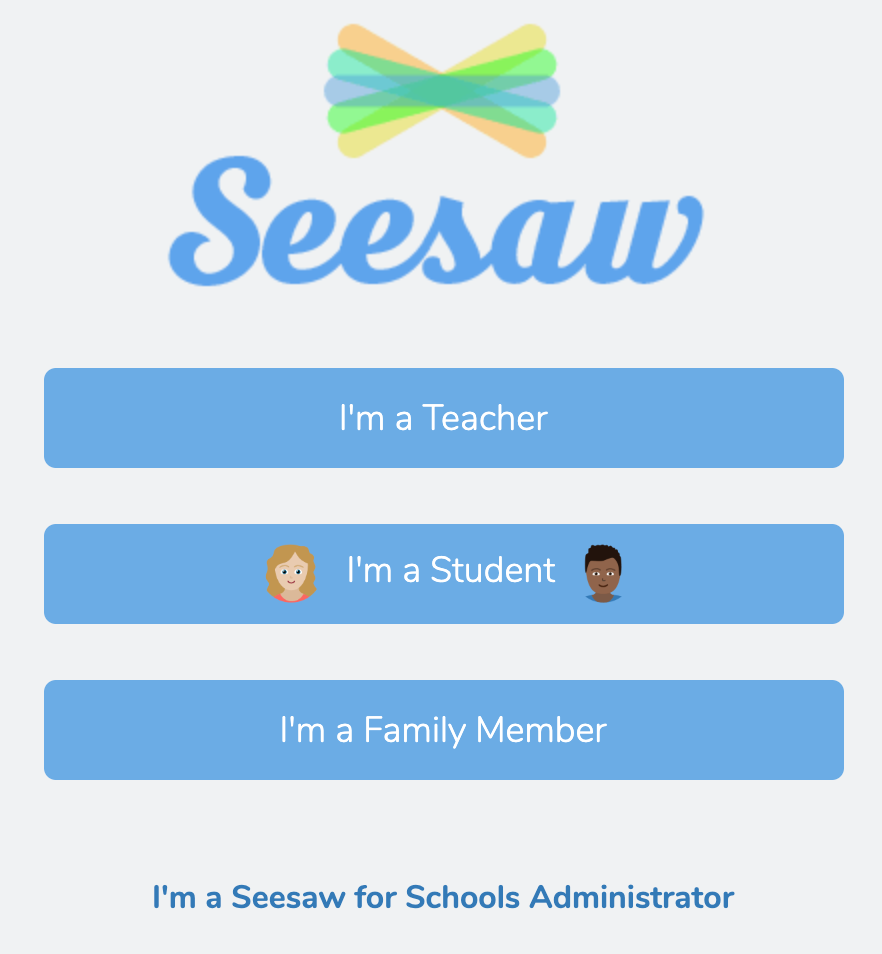 Seesaw
I'm a Teacher
I'm a Student
I'm a Family Member
I'm a Seesaw for Schools Administrator